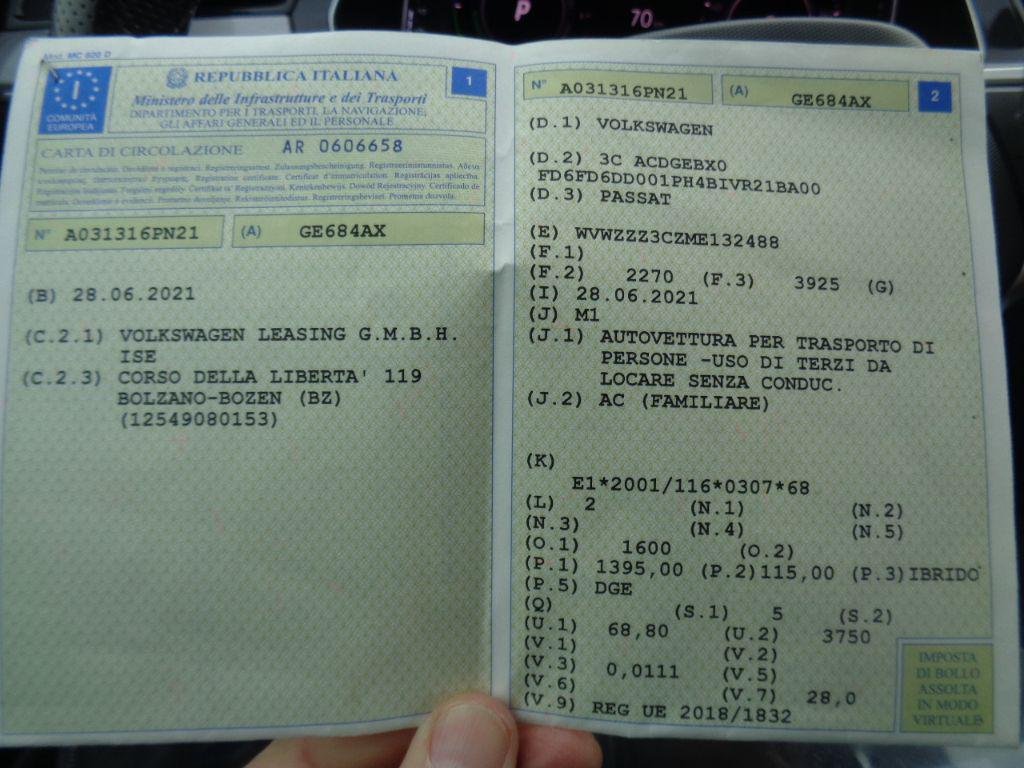 Mod. MC 820 D
I
COMUNITÀ
EUROPEA
REPUBBLICA ITALIANA
1
Ministero delle Infrastrutture e dei Trasporti
DIPARTIMENTO PER I TRASPORTI, LA NAVIGAZIONE,
GLI AFFARI GENERALI ED IL PERSONALE
CARTA DI CIRCOLAZIONE AR 0606658
N° A031316PN21 (A) GE684AX
(B) 28.06.2021
(C.2.1) VOLKSWAGEN LEASING G.M.B.H.
ISE
(C.2.3) CORSO DELLA LIBERTA' 119
BOLZANO-BOZEN (BZ)
(12549080153)
P
70
N° A031316PN21 (A) GE684AX 2
(D.1) VOLKSWAGEN
(D.2) 3C ACDGEBX0
FD6FD6DD001PH4BIVR21BA00
(D.3) PASSAT
(E) WVWZZZ3CZME132488
(F.1)
(F.2) 2270 (F.3) 3925 (G)
(I) 28.06.2021
(J) M1
(J.1) AUTOVETTURA PER TRASPORTO DI
PERSONE -USO DI TERZI DA
LOCARE SENZA CONDUC.
(J.2) AC (FAMILIARE)
(K)
E1*2001/116*0307*68
(L) 2 (N.1) (N.2)
(N.3) (N.4) (N.5)
(O.1) 1600 (O.2)
(P.1) 1395,00 (P.2)115,00 (P.3)IBRIDO
(P.5) DGE
(Q) (S.1) 5 (S.2)
(U.1) 68,80 (U.2) 3750
(V.1) (V.2)
(V.3) 0,0111 (V.5)
(V.6) (V.7) 28,0
(V.9) REG UE 2018/1832
IMPOSTA
DI BOLLO
ASSOLTA
IN MODO
VIRTUALE